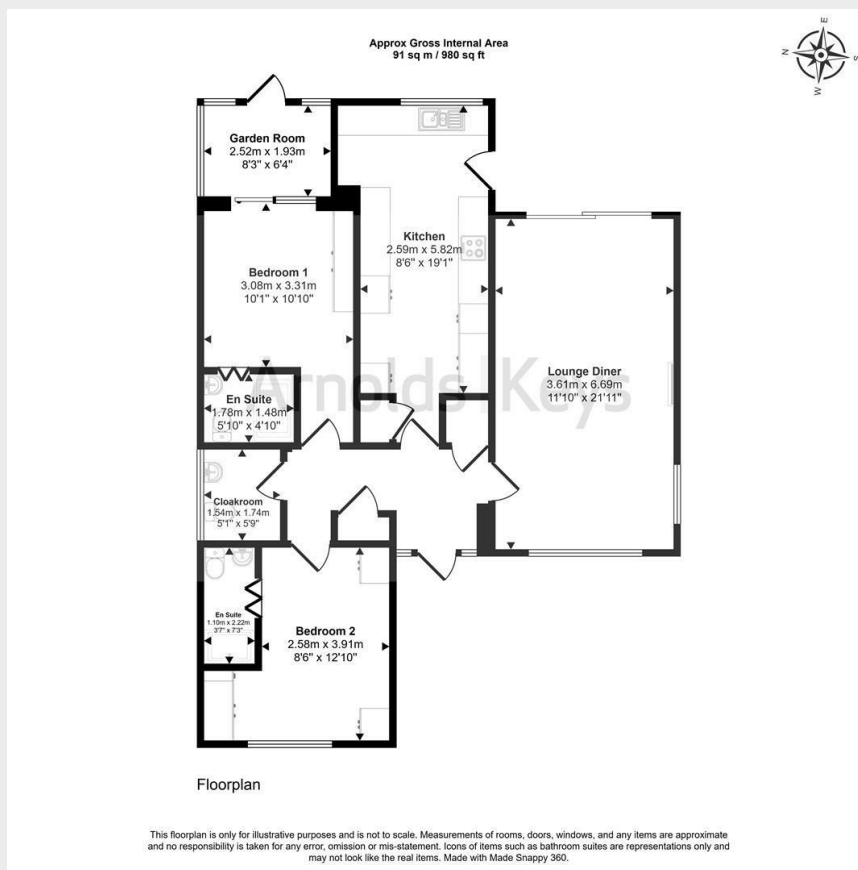 Approx Gross Internal Area
91 sq m / 980 sq ft
E
N
S
W
Garden Room
2.52m x 1.93m
8'3" x 6'4"
Kitchen
2.59m x 5.82m
8'6" x 19'1"
Bedroom 1
3.08m x 3.31m
10'1" x 10'10"
Lounge Diner
3.61m x 6.69m
11'10" x 21'11"
Arnolds | Keys
En Suite
1.78m x 1.48m
5'10" x 4'10"
Cloakroom
1.54m x 1.74m
5'1" x 5'9"
En Suite
1.10m x 2.22m
3'7" x 7'3"
Bedroom 2
2.58m x 3.91m
8'6" x 12'10"
Floorplan
This floorplan is only for illustrative purposes and is not to scale. Measurements of rooms, doors, windows, and any items are approximate
and no responsibility is taken for any error, omission or mis-statement. Icons of items such as bathroom suites are representations only and
may not look like the real items. Made with Made Snappy 360.